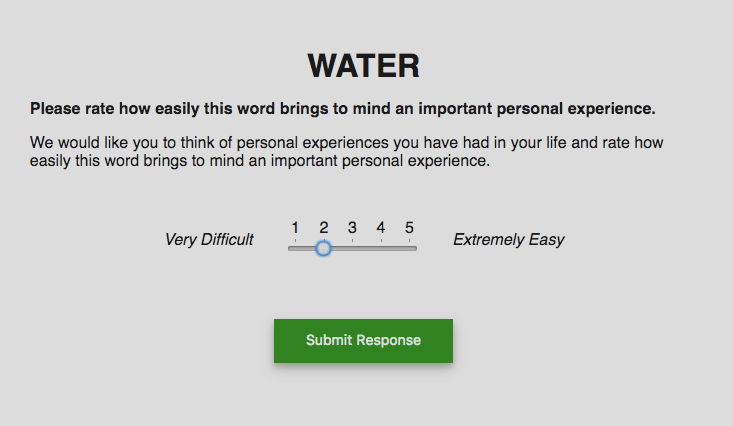 WATER
Please rate how easily this word brings to mind an important personal experience.
We would like you to think of personal experiences you have had in your life and rate how
easily this word brings to mind an important personal experience.
1 2 3 4 5
Very Difficult Extremely Easy
Submit Response